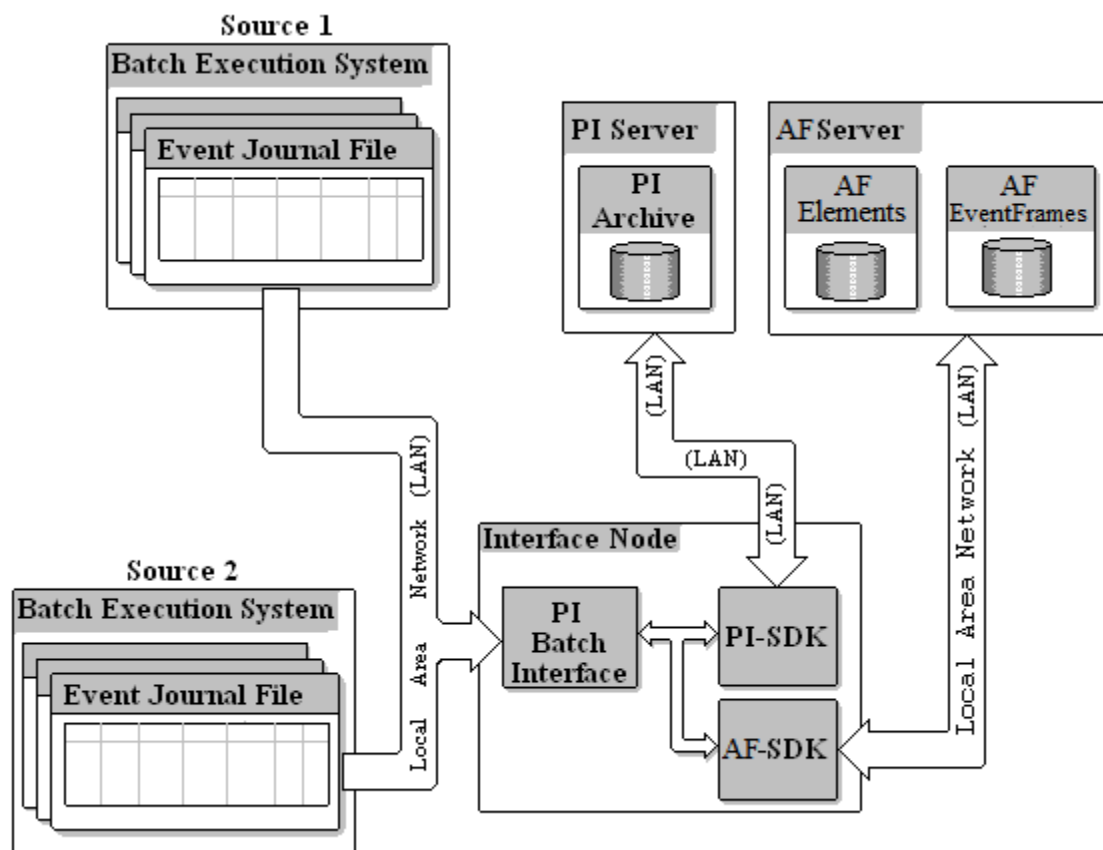 Source 1
Batch Execution System
Event Journal File
PI Server
PI
Archive
AF Server
AF
Elements
AF
EventFrames
(LAN)
(LAN)
(LAN)
Local Area Network (LAN)
Local Area Network (LAN)
Source 2
Batch Execution System
Event Journal File
Interface Node
PI
Batch
Interface
PI-SDK
AF-SDK